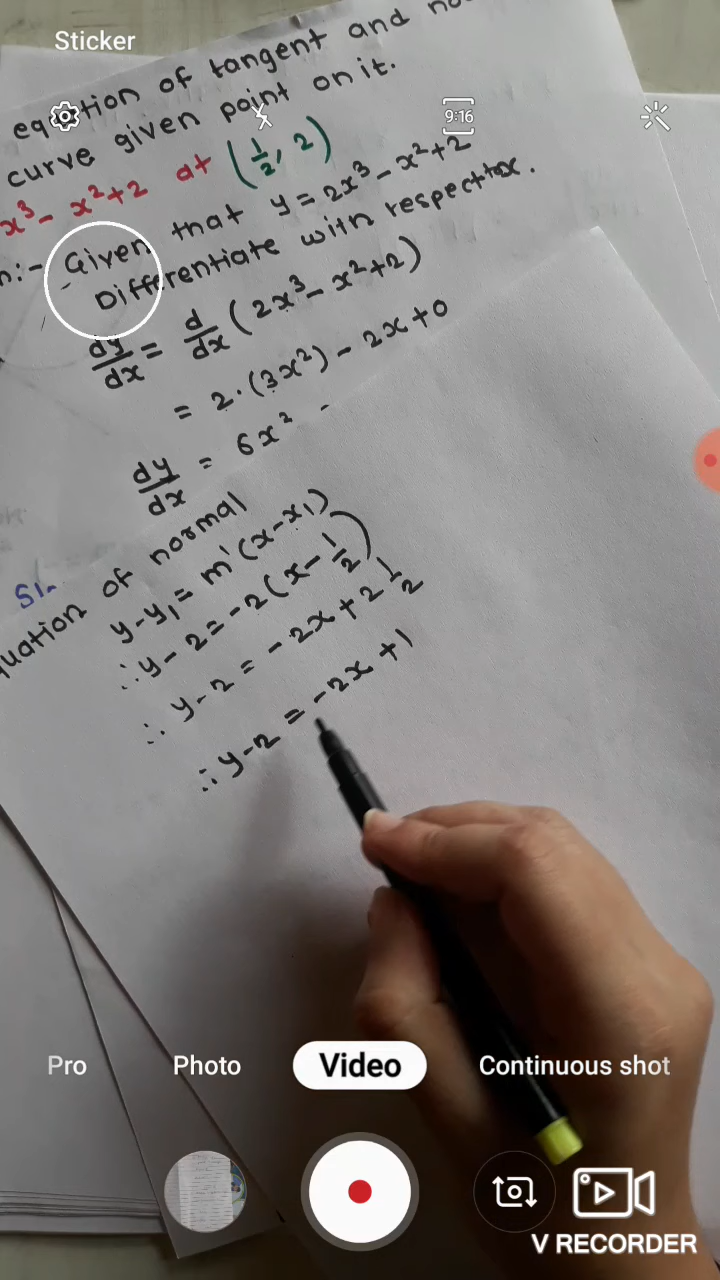 Sticker
equation of tangent and
curve given point on it.
x³ - x² + 2 at (1/2, 2)
9:16
:- Given that y = 2x³ - x² + 2
Differentiate with respect to x.
dy/dx = d/dx (2x³ - x² + 2)
= 2·(3x²) - 2x + 0
dy/dx = 6x²
of normal
y - y₁ = m'(x - x₁)
∴ y - 2 = -2(x - 1/2)
∴ y - 2 = -2x + 2 1/2
∴ y - 2 = -2x + 1
Pro Photo Video Continuous shot
V RECORDER